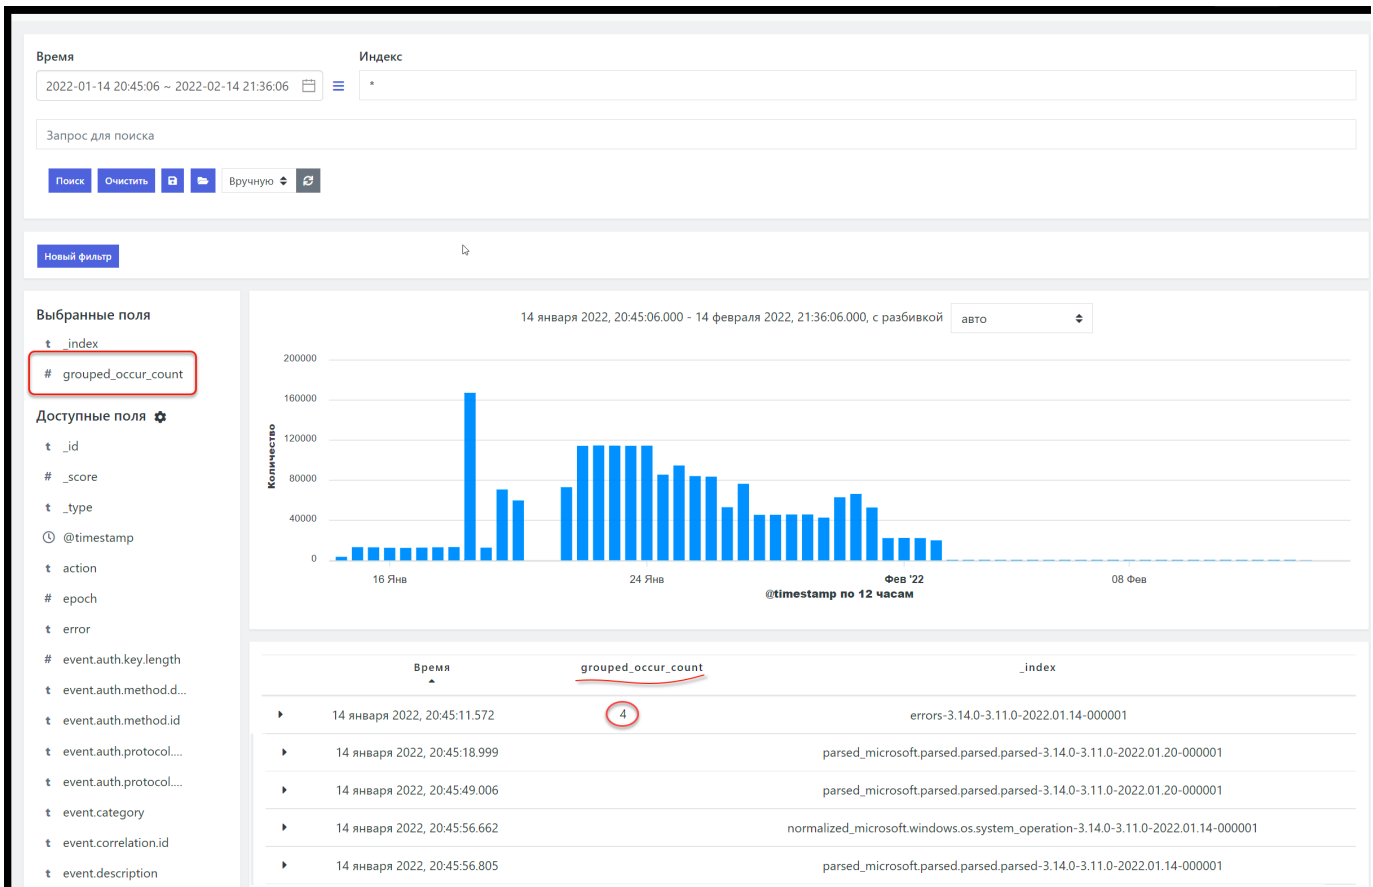 Время
Индекс
2022-01-14 20:45:06 ~ 2022-02-14 21:36:06
*
Запрос для поиска
Поиск Очистить Вручную
Новый фильтр
Выбранные поля
t _index
# grouped_occur_count
Доступные поля
t _id
# _score
t _type
@timestamp
t action
# epoch
t error
# event.auth.key.length
t event.auth.method.d...
t event.auth.method.id
t event.auth.protocol....
t event.auth.protocol....
t event.category
t event.correlation.id
t event.description
14 января 2022, 20:45:06.000 - 14 февраля 2022, 21:36:06.000, с разбивкой авто
Количество
200000
160000
120000
80000
40000
0
16 Янв 24 Янв Фев '22 08 Фев
@timestamp по 12 часам
Время grouped_occur_count _index
14 января 2022, 20:45:11.572 4 errors-3.14.0-3.11.0-2022.01.14-000001
14 января 2022, 20:45:18.999 parsed_microsoft.parsed.parsed.parsed-3.14.0-3.11.0-2022.01.20-000001
14 января 2022, 20:45:49.006 parsed_microsoft.parsed.parsed.parsed-3.14.0-3.11.0-2022.01.20-000001
14 января 2022, 20:45:56.662 normalized_microsoft.windows.os.system_operation-3.14.0-3.11.0-2022.01.14-000001
14 января 2022, 20:45:56.805 parsed_microsoft.parsed.parsed.parsed-3.14.0-3.11.0-2022.01.14-000001